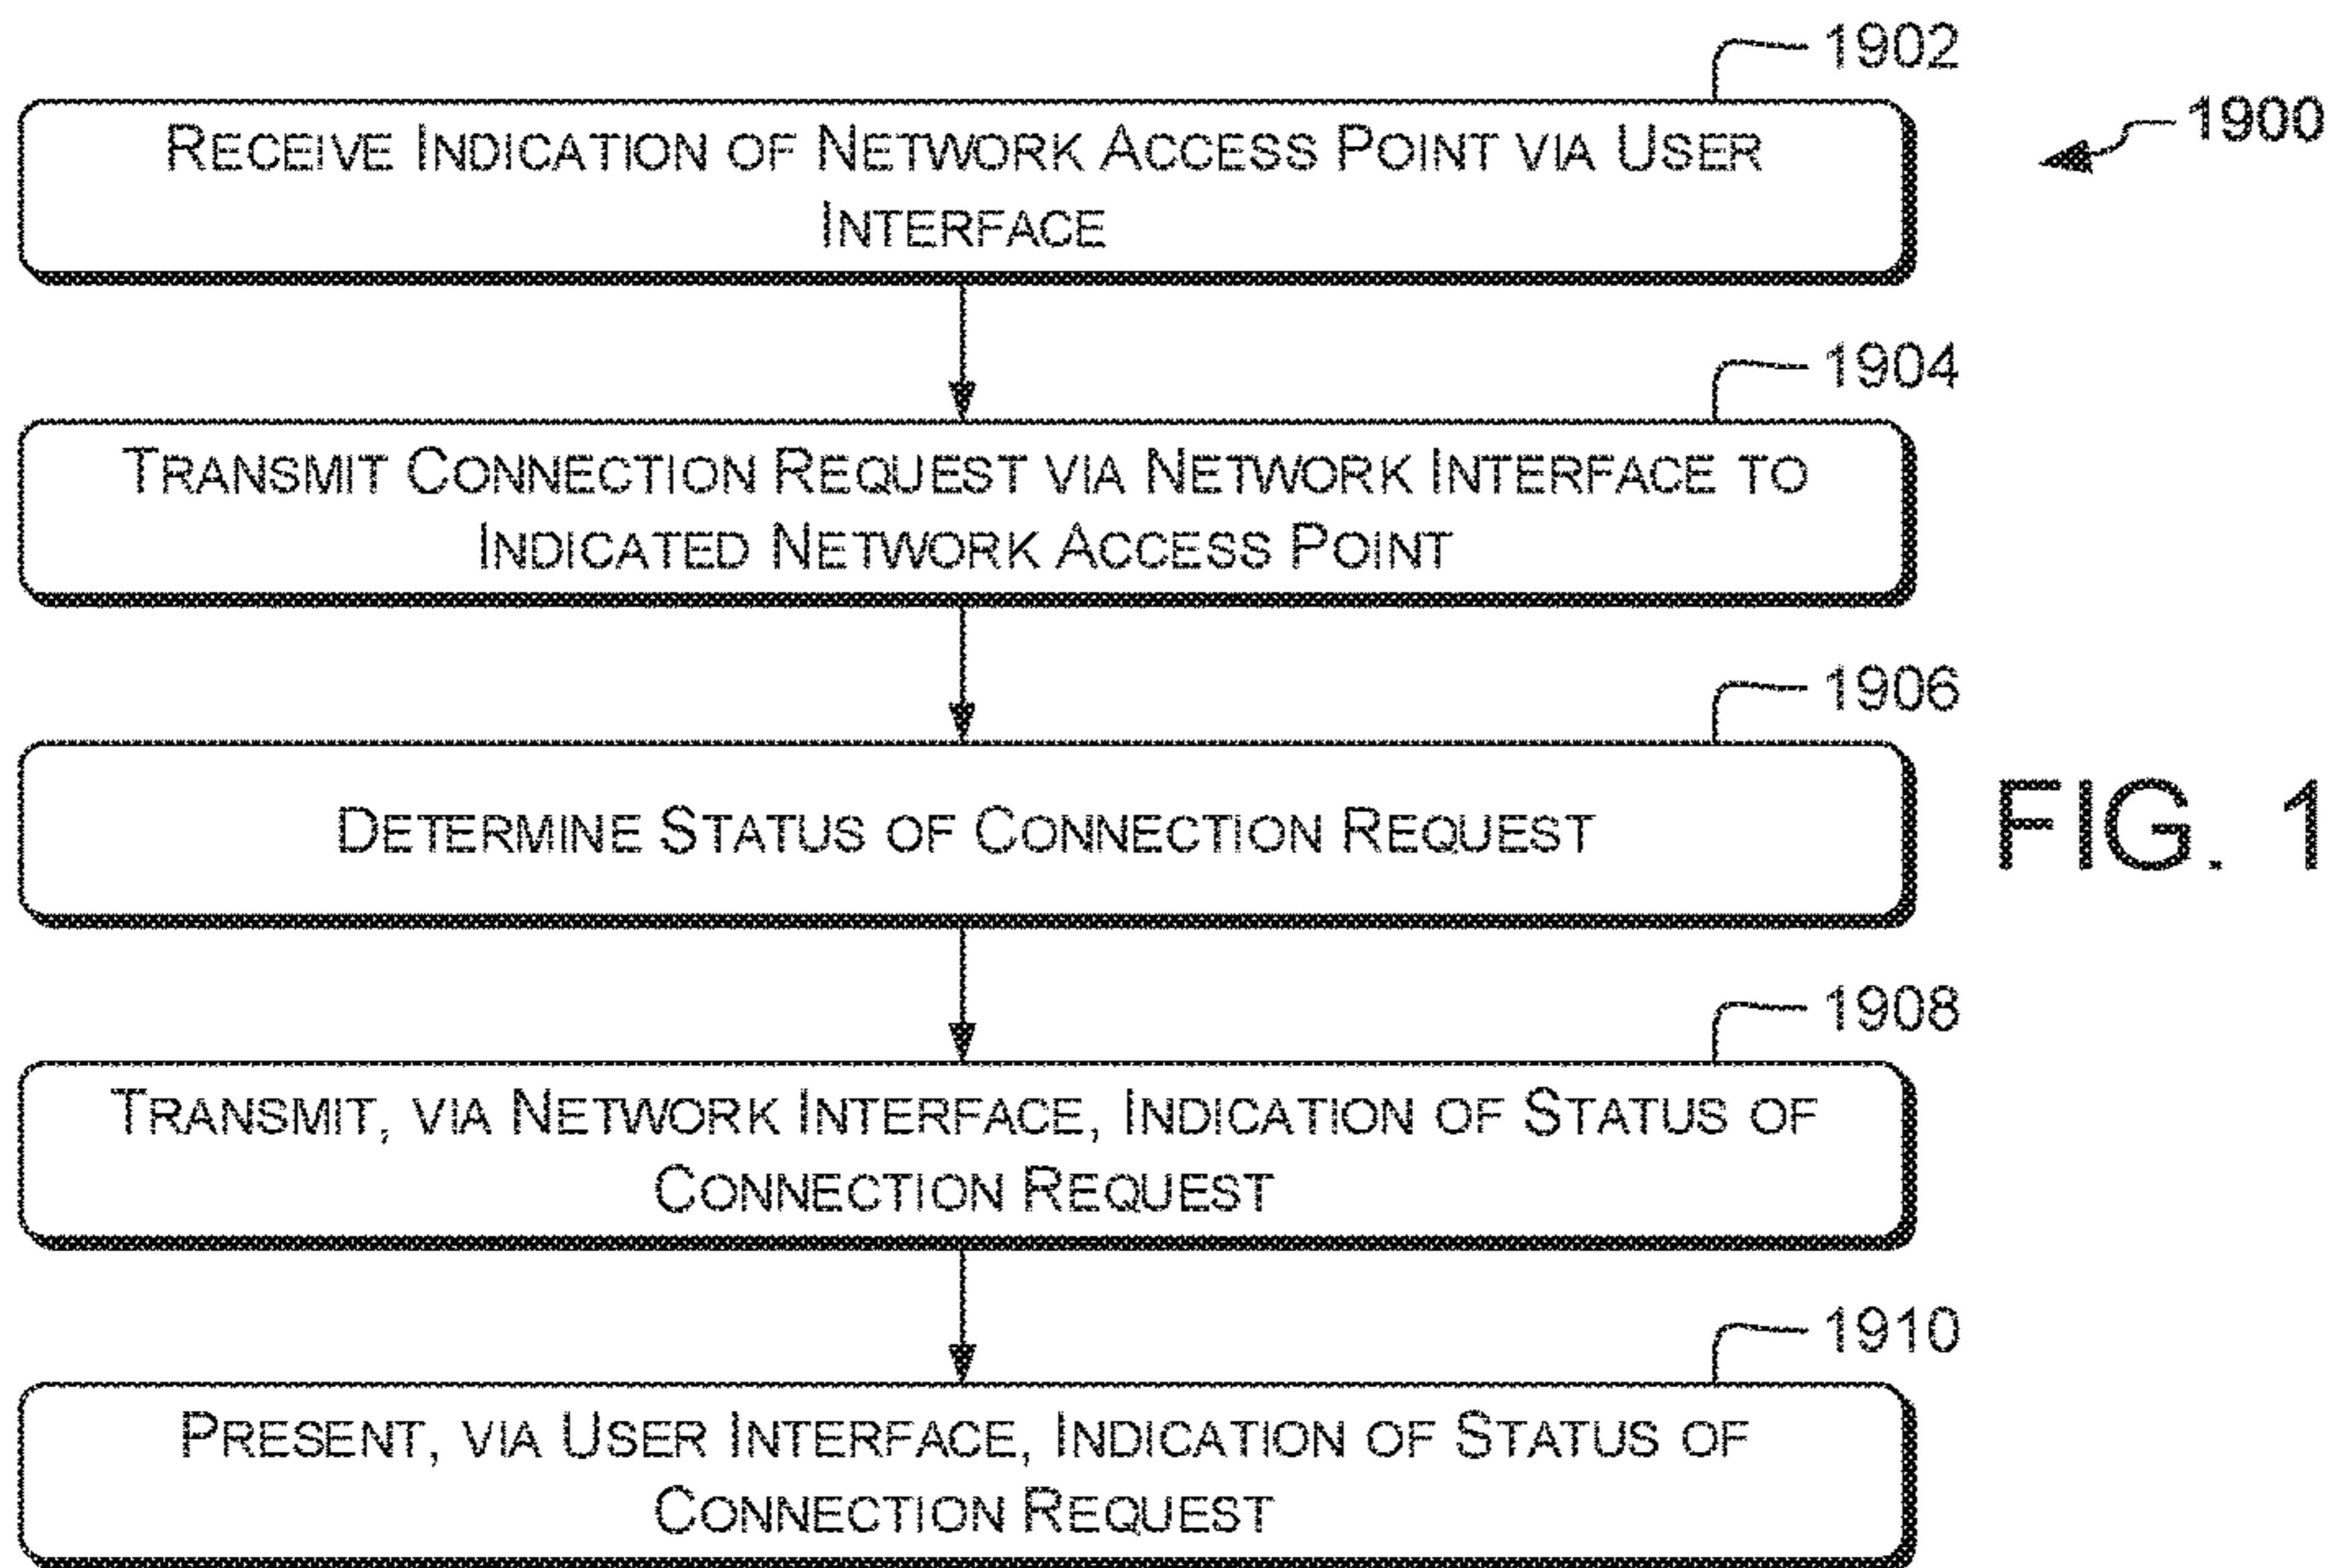 1902
1900
RECEIVE INDICATION OF NETWORK ACCESS POINT VIA USER
INTERFACE
1904
TRANSMIT CONNECTION REQUEST VIA NETWORK INTERFACE TO
INDICATED NETWORK ACCESS POINT
1906
DETERMINE STATUS OF CONNECTION REQUEST
FIG. 1
1908
TRANSMIT, VIA NETWORK INTERFACE, INDICATION OF STATUS OF
CONNECTION REQUEST
1910
PRESENT, VIA USER INTERFACE, INDICATION OF STATUS OF
CONNECTION REQUEST